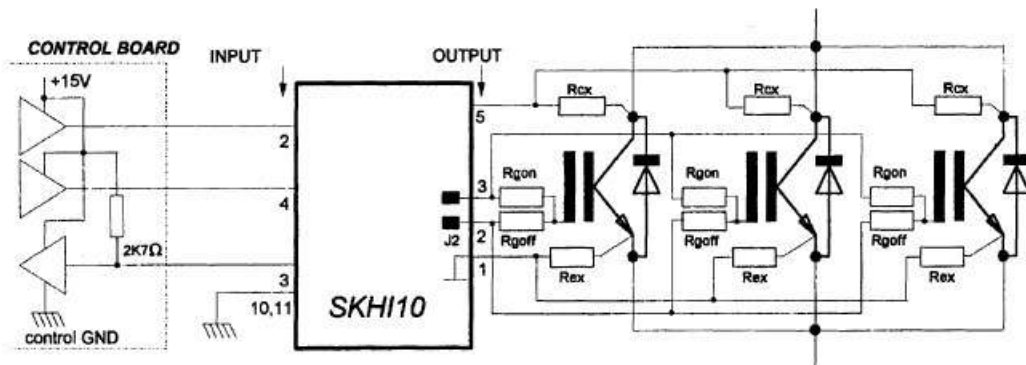 CONTROL BOARD
INPUT
OUTPUT
+15V
Rcx
Rcx
Rcx
2
5
4
Rgon
Rgon
Rgon
3
Rgoff
Rgoff
Rgoff
J2
2
2K7Ω
1
Rex
Rex
Rex
3
10,11
SKHI10
control GND